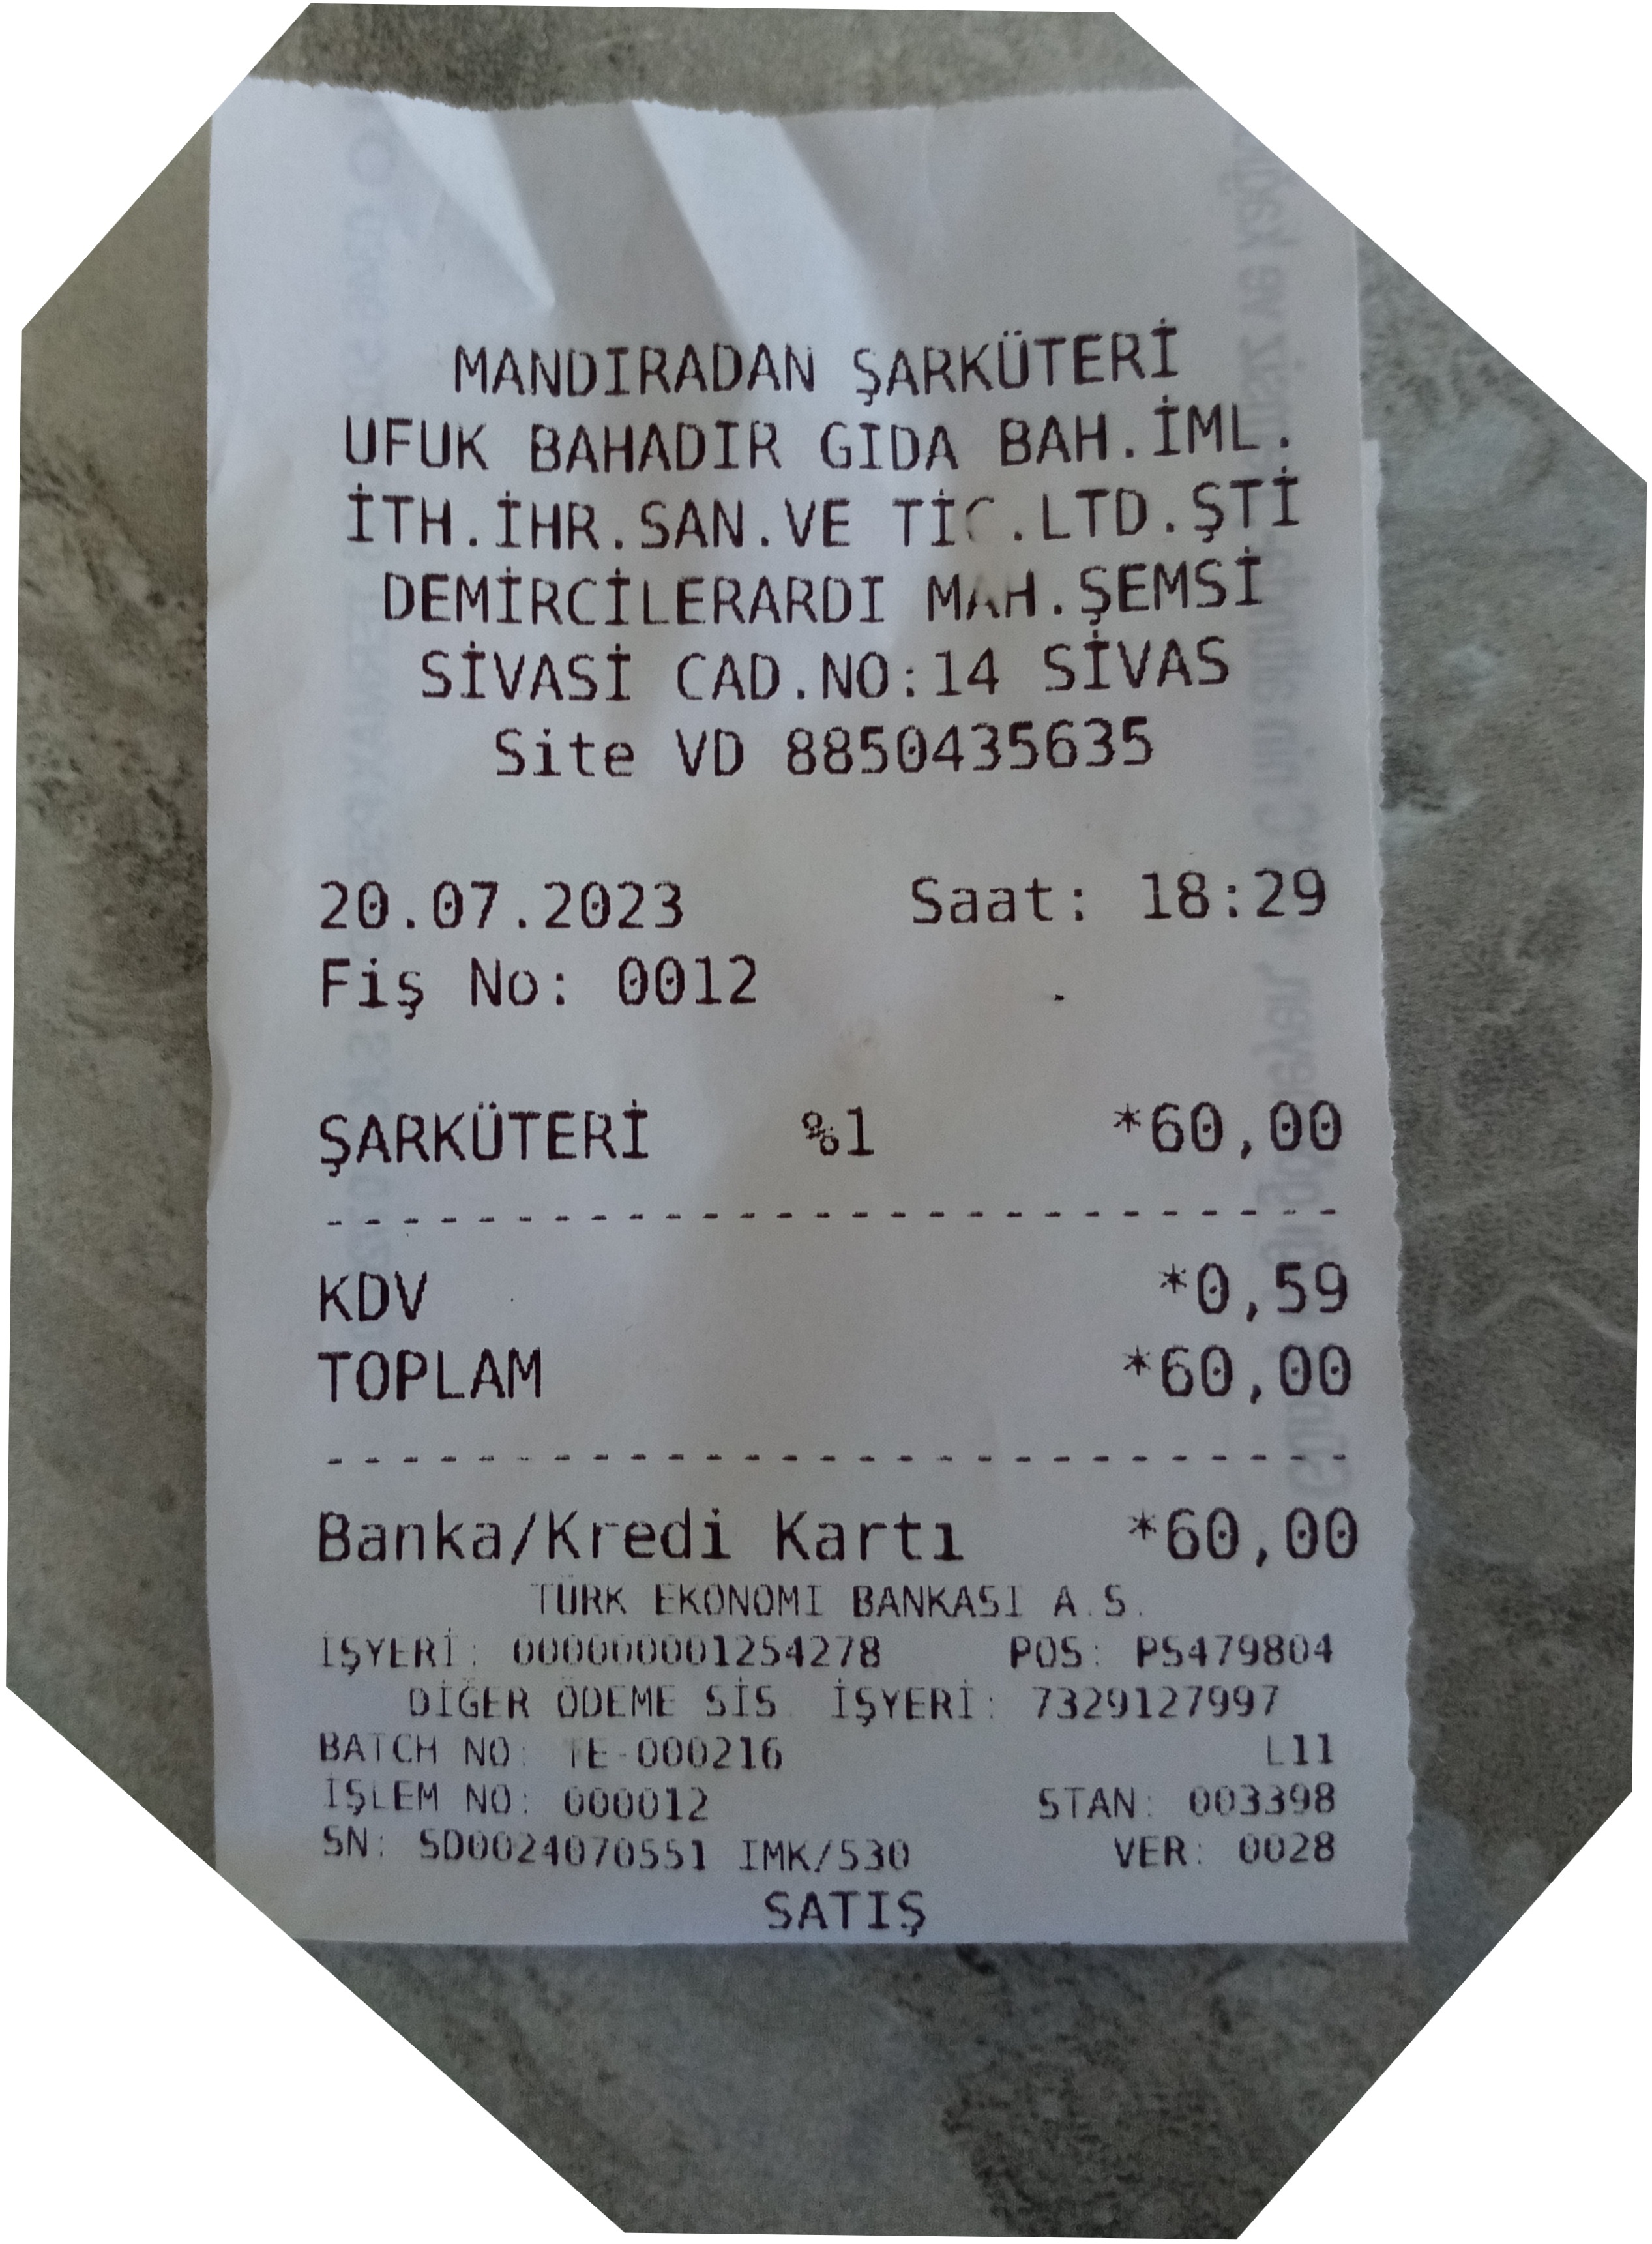 MANDIRADAN ŞARKÜTERİ
UFUK BAHADIR GIDA BAH.İML.
İTH.İHR.SAN.VE TİC.LTD.ŞTİ
DEMİRCİLERARDI MAH.ŞEMSİ
SİVASİ CAD.NO:14 SİVAS
Site VD 8850435635
20.07.2023 Saat: 18:29
Fiş No: 0012
ŞARKÜTERİ %1 *60,00
KDV *0,59
TOPLAM *60,00
Banka/Kredi Kartı *60,00
TÜRK EKONOMİ BANKASI A.Ş.
İŞYERİ: 000000001254278 POS: PS479804
DİĞER ÖDEME SİS. İŞYERİ: 7329127997
BATCH NO: TE-000216 L11
İŞLEM NO: 000012 STAN: 003398
SN: SD0024070551 IMK/530 VER: 0028
SATIŞ